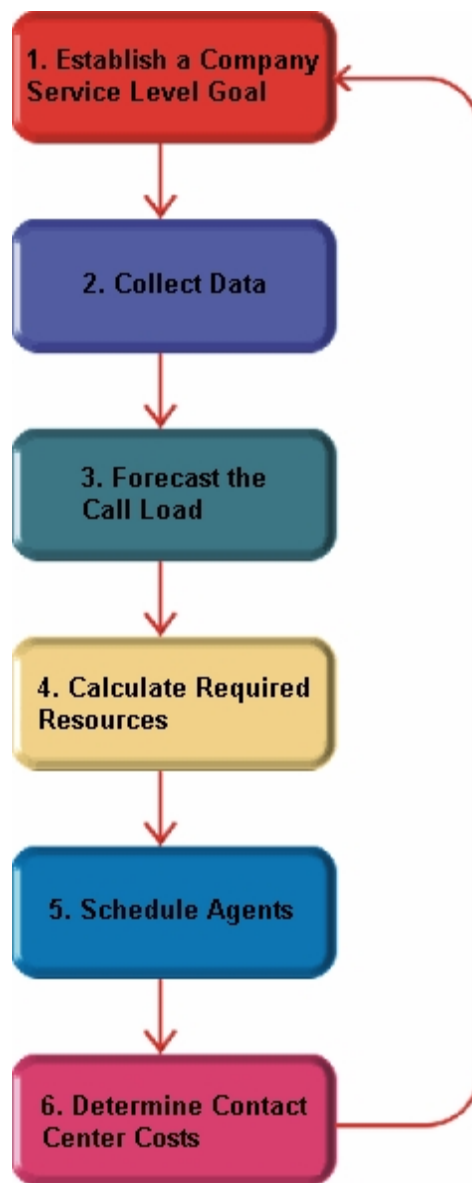 1. Establish a Company
Service Level Goal
2. Collect Data
3. Forecast the
Call Load
4. Calculate Required
Resources
5. Schedule Agents
6. Determine Contact
Center Costs